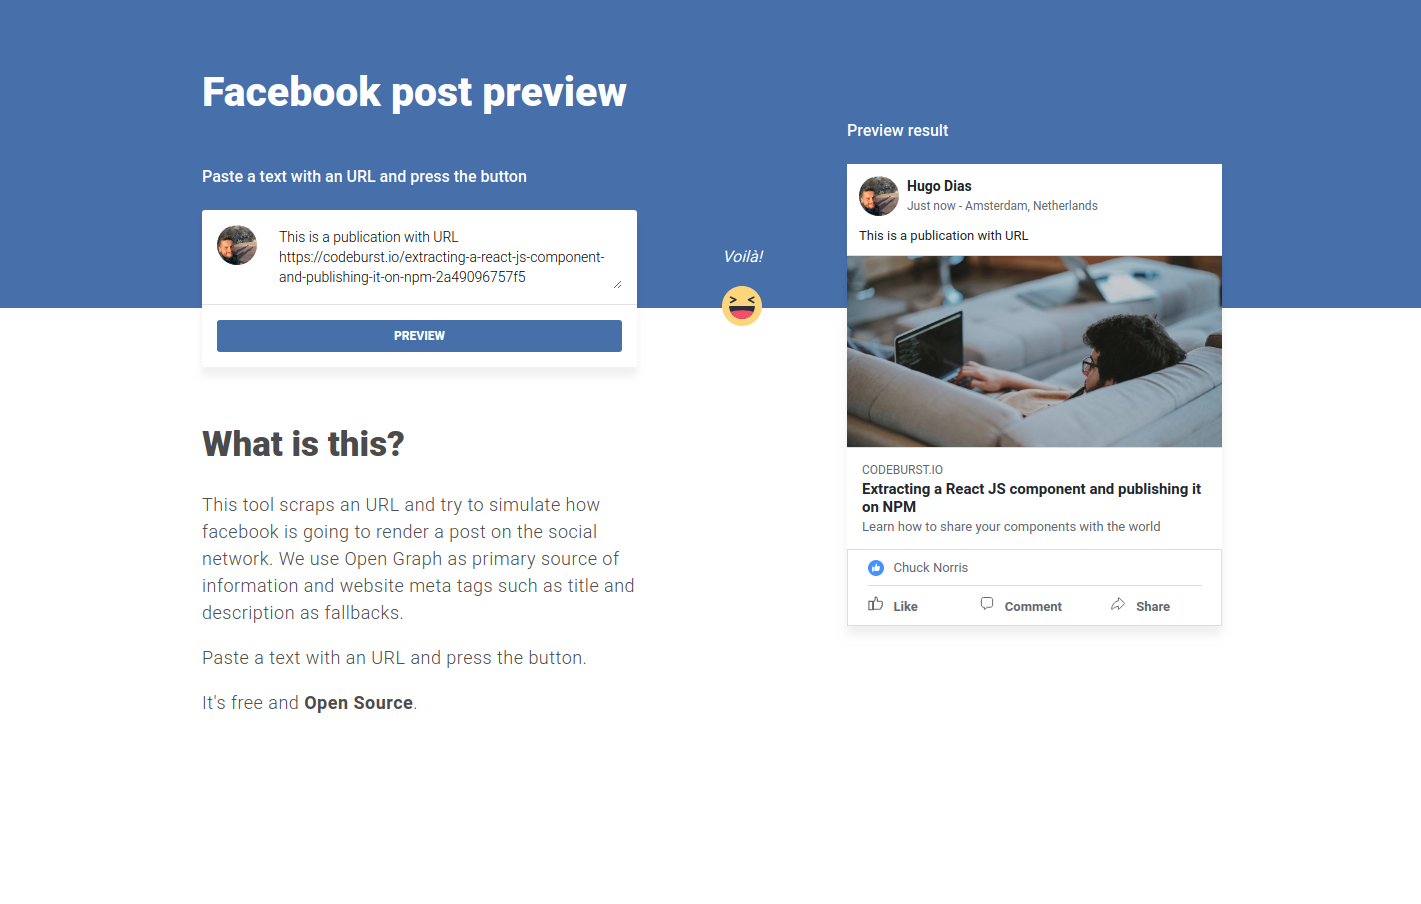 Facebook post preview
Paste a text with an URL and press the button
This is a publication with URL
https://codeburst.io/extracting-a-react-js-component-
and-publishing-it-on-npm-2a49096757f5
PREVIEW
Voilà!
Preview result
Hugo Dias
Just now - Amsterdam, Netherlands
This is a publication with URL
CODEBURST.IO
Extracting a React JS component and publishing it
on NPM
Learn how to share your components with the world
Chuck Norris
Like Comment Share
What is this?
This tool scraps an URL and try to simulate how
facebook is going to render a post on the social
network. We use Open Graph as primary source of
information and website meta tags such as title and
description as fallbacks.
Paste a text with an URL and press the button.
It's free and Open Source.